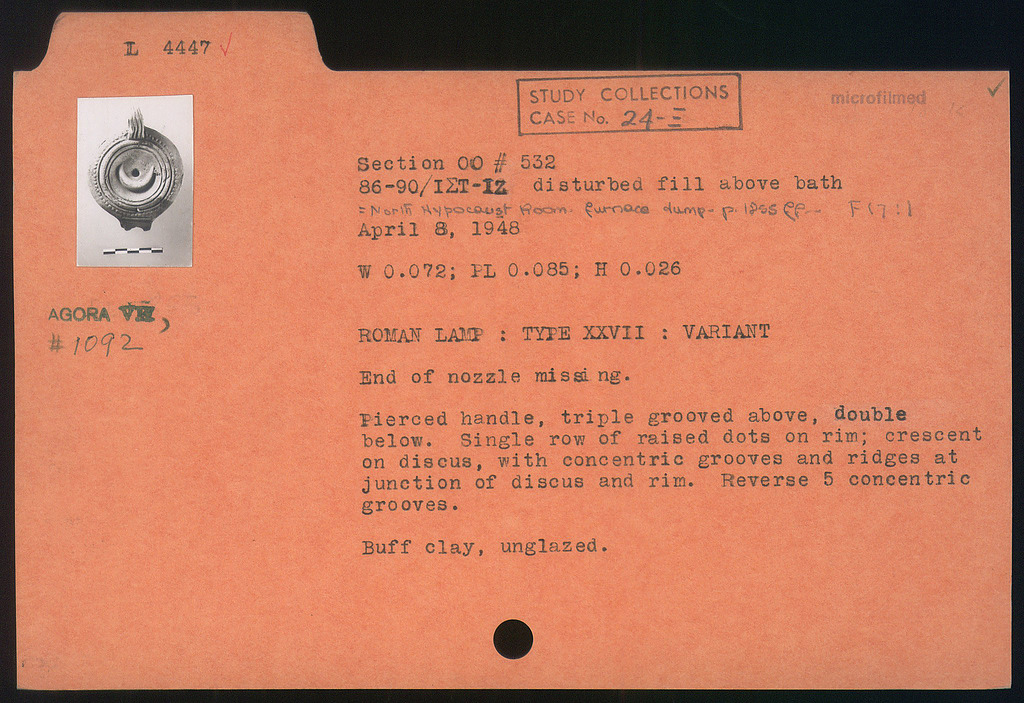 L 4447 ✓
STUDY COLLECTIONS
CASE No. 24-Ξ
microfilmed
Section OO # 532
86-90/ΙΣΤ-ΙΖ disturbed fill above bath
= North Hypocaust Room. furnace dump - p. 1255 ff
April 8, 1948
W 0.072; PL 0.085; H 0.026
AGORA VII,
#1092
ROMAN LAMP : TYPE XXVII : VARIANT
End of nozzle missing.
Pierced handle, triple grooved above, double
below. Single row of raised dots on rim; crescent
on discus, with concentric grooves and ridges at
junction of discus and rim. Reverse 5 concentric
grooves.
Buff clay, unglazed.